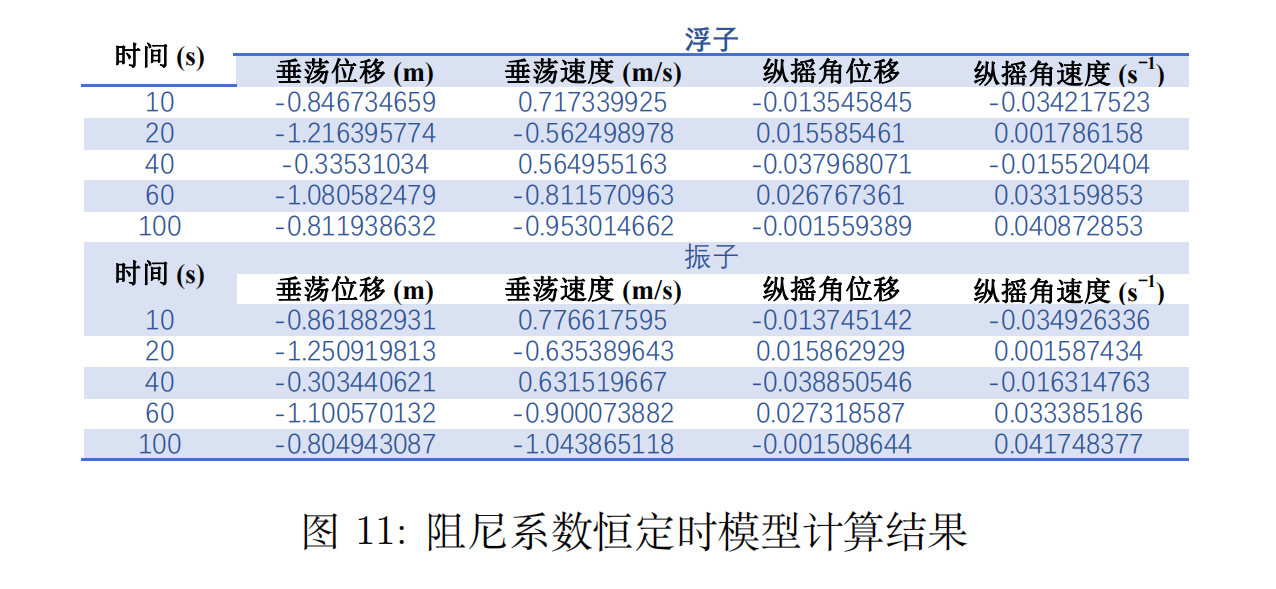 浮子
时间 (s) 垂荡位移 (m) 垂荡速度 (m/s) 纵摇角位移 纵摇角速度 (s⁻¹)
10 -0.846734659 0.717339925 -0.013545845 -0.034217523
20 -1.216395774 -0.562498978 0.015585461 0.001786158
40 -0.33531034 0.564955163 -0.037968071 -0.015520404
60 -1.080582479 -0.811570963 0.026767361 0.033159853
100 -0.811938632 -0.953014662 -0.001559389 0.040872853
振子
时间 (s) 垂荡位移 (m) 垂荡速度 (m/s) 纵摇角位移 纵摇角速度 (s⁻¹)
10 -0.861882931 0.776617595 -0.013745142 -0.034926336
20 -1.250919813 -0.635389643 0.015862929 0.001587434
40 -0.303440621 0.631519667 -0.038850546 -0.016314763
60 -1.100570132 -0.900073882 0.027318587 0.033385186
100 -0.804943087 -1.043865118 -0.001508644 0.041748377
图 11: 阻尼系数恒定时模型计算结果